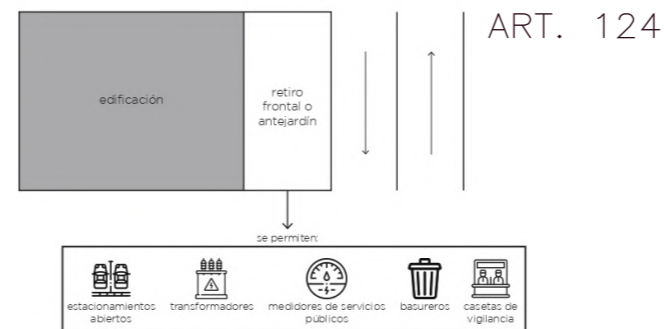 ART. 124
edificación
retiro
frontal o
antejardín
se permiten:
estacionamientos
abiertos
transformadores
medidores de servicios
públicos
basureros
casetas de
vigilancia